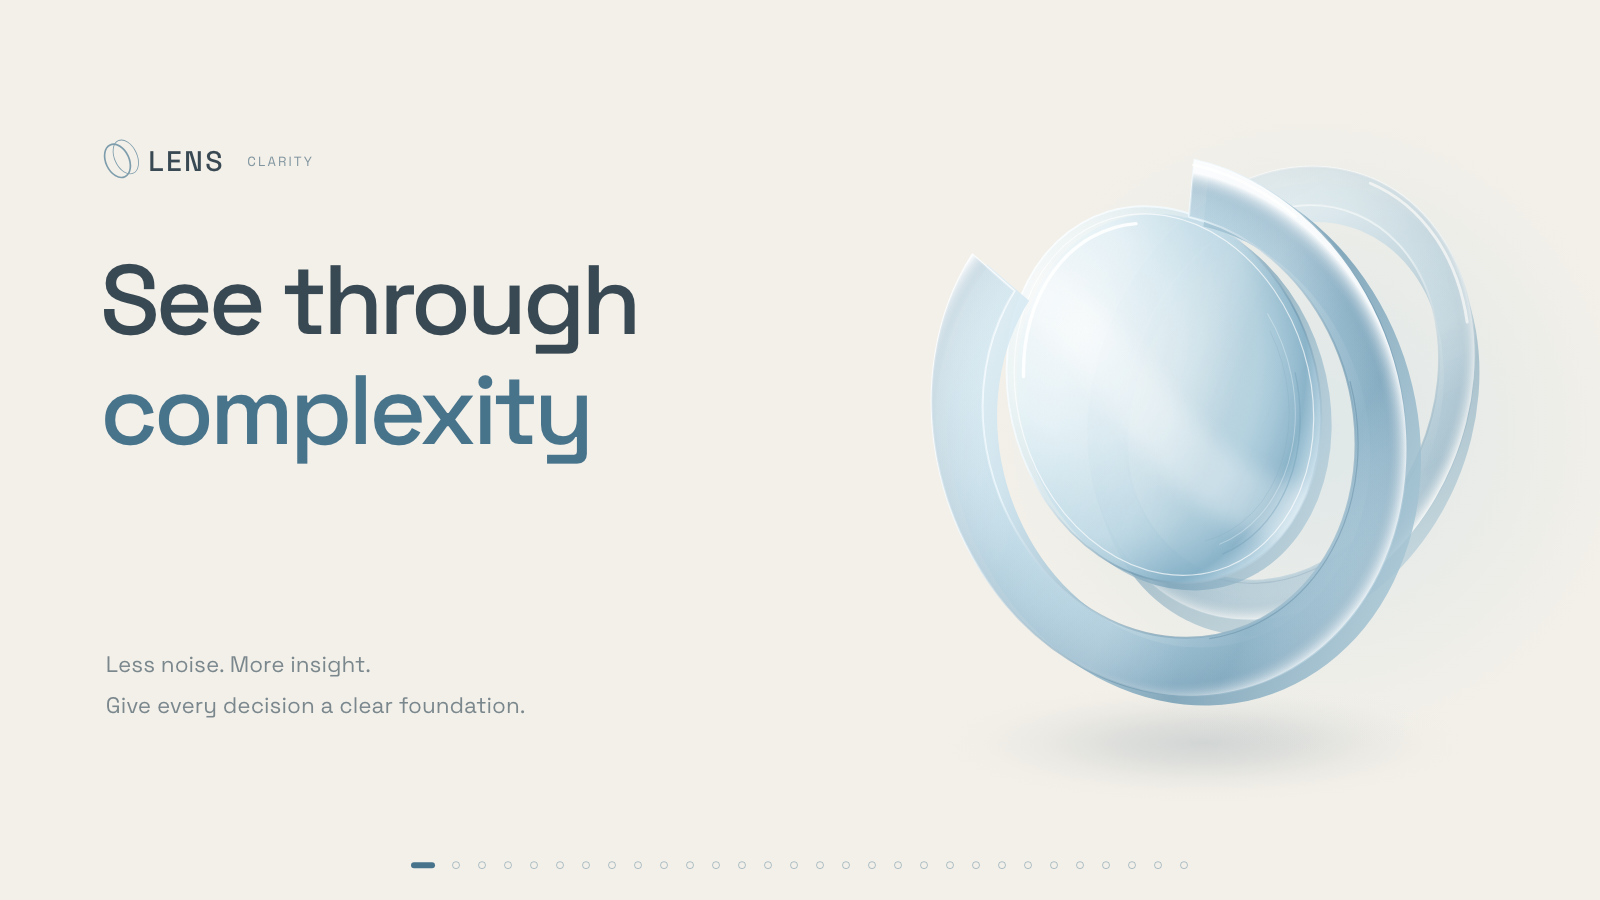 LENS CLARITY
See through
complexity
Less noise. More insight.
Give every decision a clear foundation.